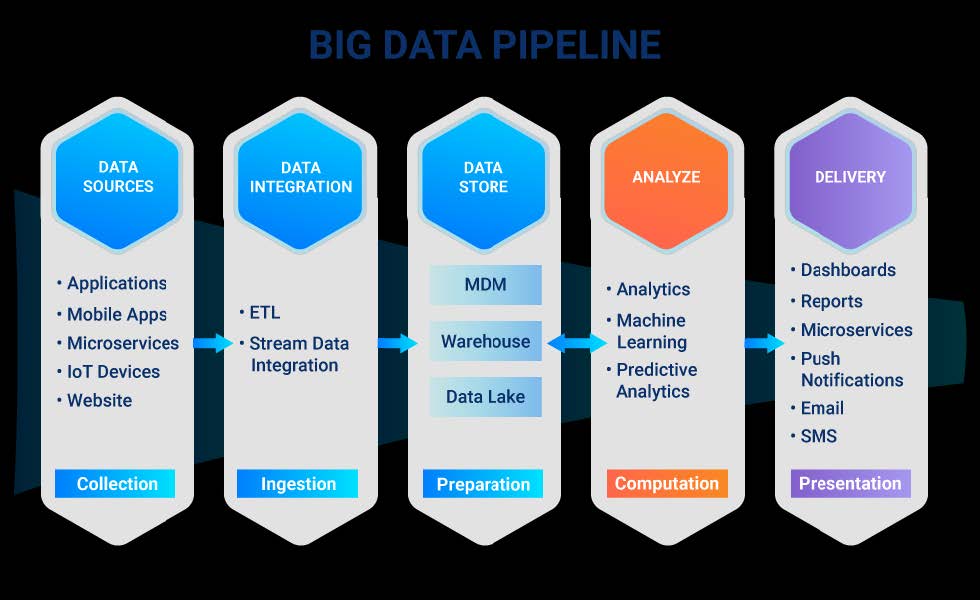 BIG DATA PIPELINE
DATA
SOURCES
• Applications
• Mobile Apps
• Microservices
• IoT Devices
• Website
Collection
DATA
INTEGRATION
• ETL
• Stream Data
Integration
Ingestion
DATA
STORE
MDM
Warehouse
Data Lake
Preparation
ANALYZE
• Analytics
• Machine
Learning
• Predictive
Analytics
Computation
DELIVERY
• Dashboards
• Reports
• Microservices
• Push
Notifications
• Email
• SMS
Presentation